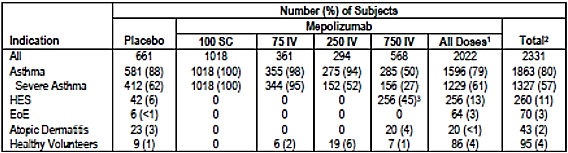 Number (%) of Subjects
Mepolizumab
Indication Placebo 100 SC 75 IV 250 IV 750 IV All Doses¹ Total²
All 661 1018 361 294 568 2022 2331
Asthma 581 (88) 1018 (100) 355 (98) 275 (94) 285 (50) 1596 (79) 1863 (80)
Severe Asthma 412 (62) 1018 (100) 344 (95) 152 (52) 156 (27) 1229 (61) 1327 (57)
HES 42 (6) 0 0 0 256 (45)³ 256 (13) 260 (11)
EoE 6 (<1) 0 0 0 0 64 (3) 70 (3)
Atopic Dermatitis 23 (3) 0 0 0 20 (4) 20 (<1) 43 (2)
Healthy Volunteers 9 (1) 0 6 (2) 19 (6) 7 (1) 86 (4) 95 (4)